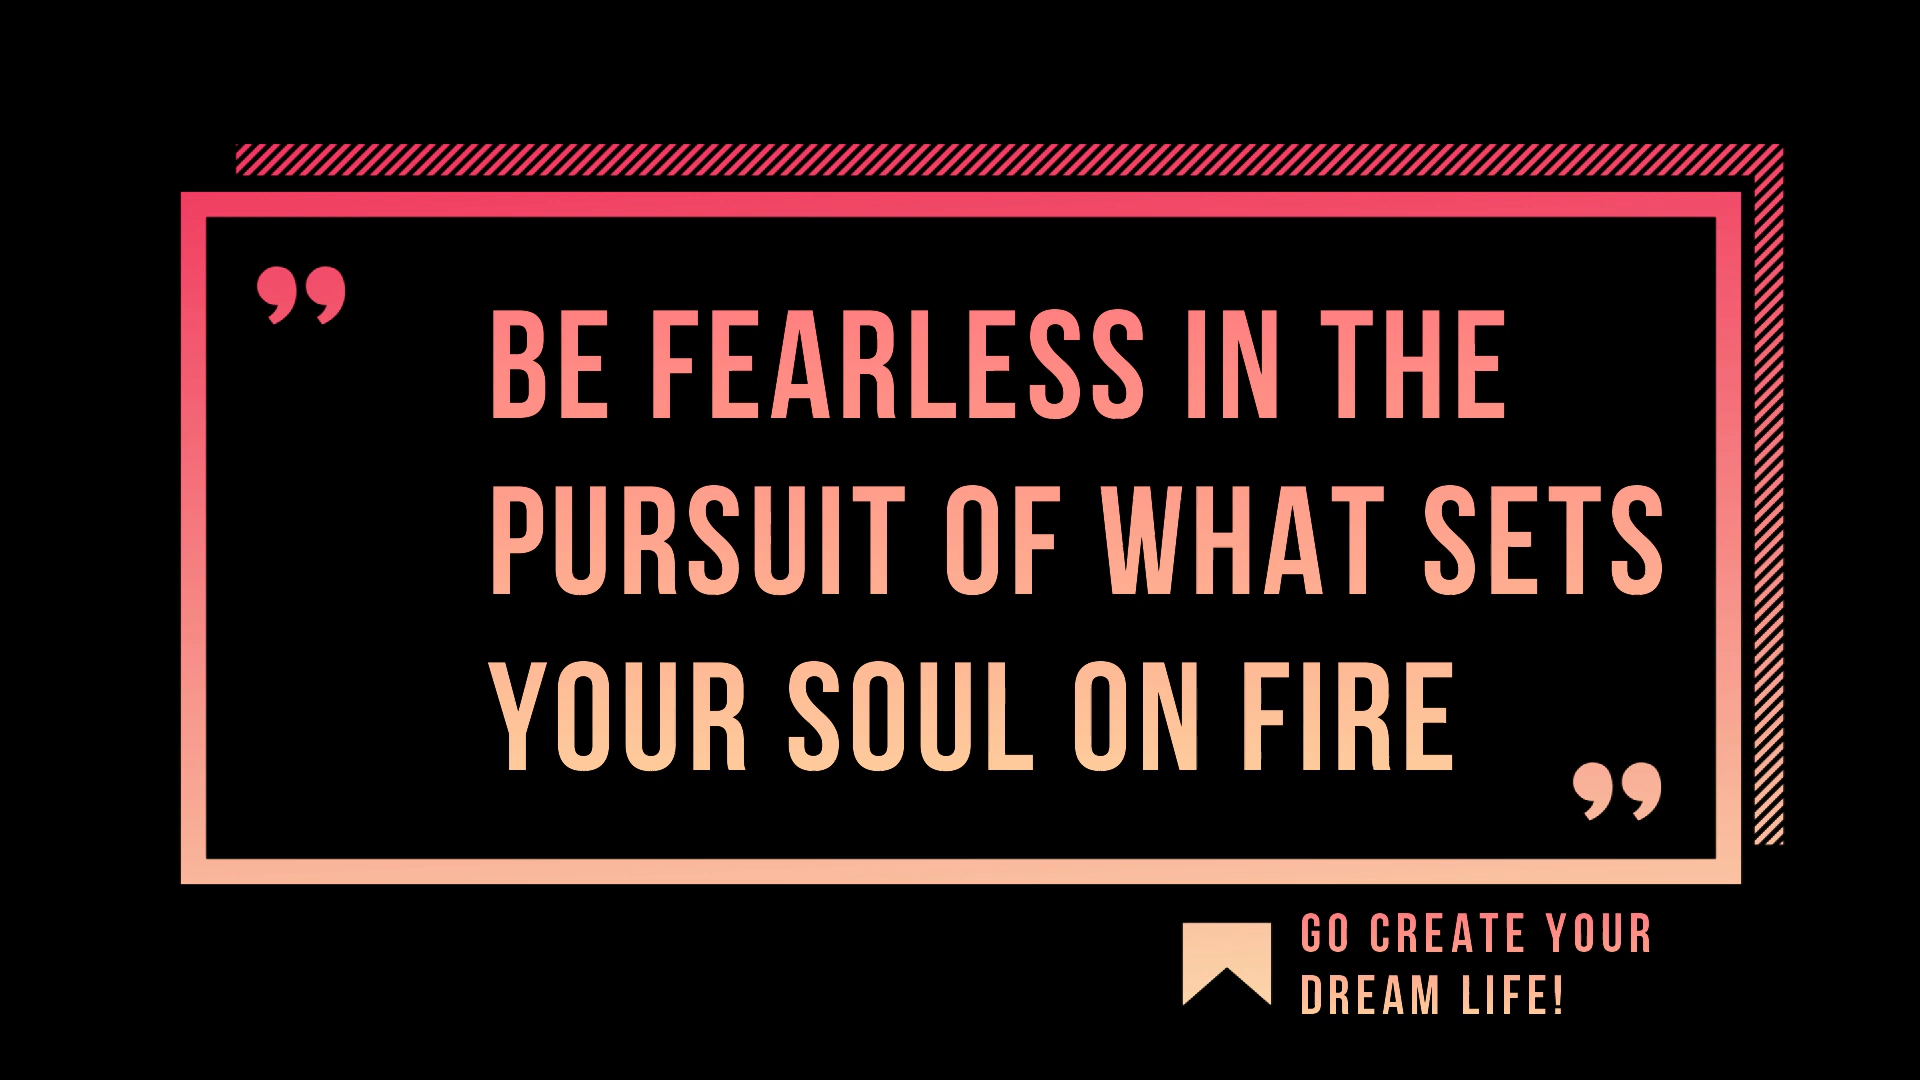 ”
BE FEARLESS IN THE
PURSUIT OF WHAT SETS
YOUR SOUL ON FIRE
”
GO CREATE YOUR
DREAM LIFE!